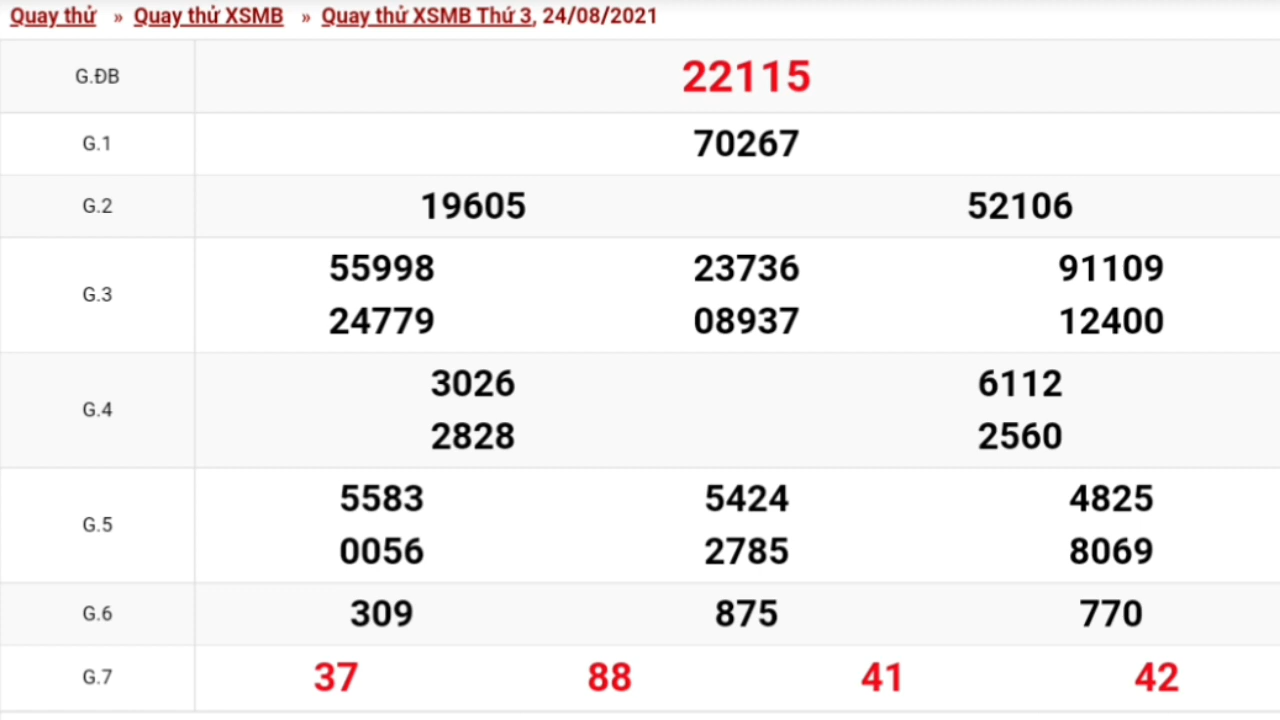 Quay thử » Quay thử XSMB » Quay thử XSMB Thứ 3, 24/08/2021
G.ĐB 22115
G.1 70267
G.2 19605 52106
G.3 55998 23736 91109
24779 08937 12400
G.4 3026 6112
2828 2560
G.5 5583 5424 4825
0056 2785 8069
G.6 309 875 770
G.7 37 88 41 42